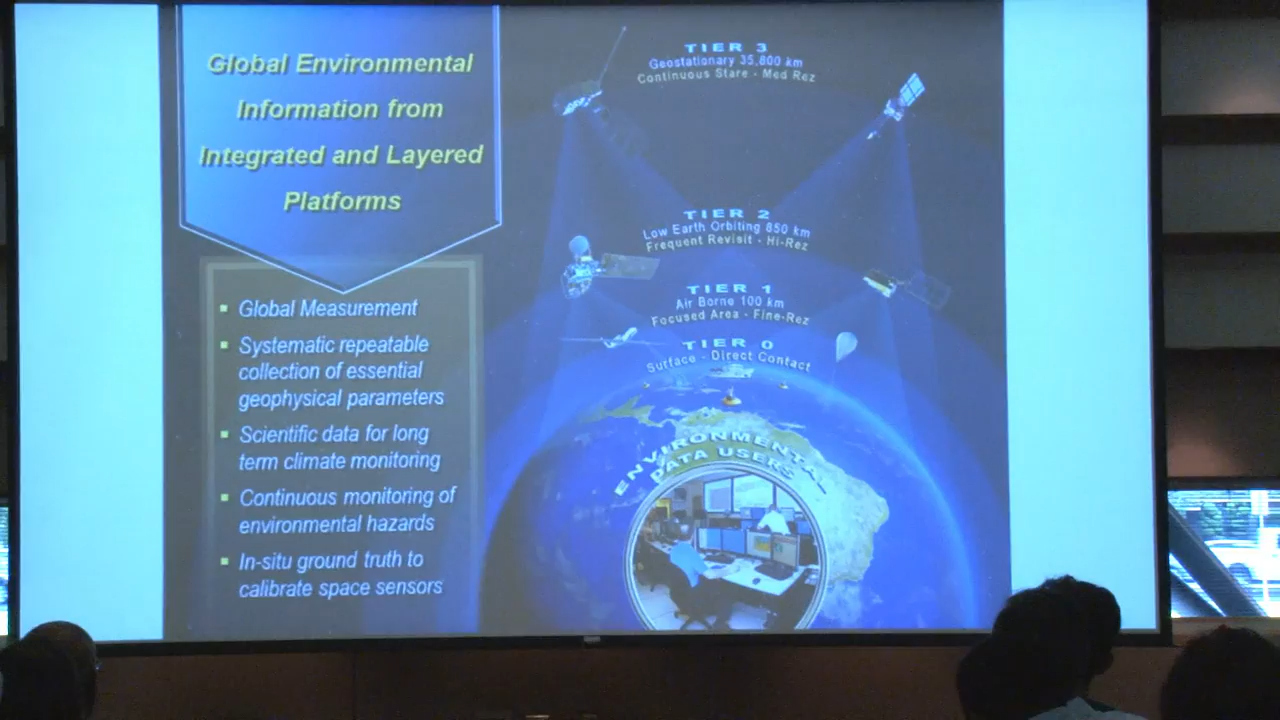 Global Environmental
Information from
Integrated and Layered
Platforms
Global Measurement
Systematic repeatable
collection of essential
geophysical parameters
Scientific data for long
term climate monitoring
Continuous monitoring of
environmental hazards
In-situ ground truth to
calibrate space sensors
TIER 3
Geostationary 35,800 km
Continuous Stare - Med Rez
TIER 2
Low Earth Orbiting 850 km
Frequent Revisit - Hi-Rez
TIER 1
Air Borne 100 km
Focused Area - Fine-Rez
TIER 0
Surface - Direct Contact
ENVIRONMENTAL
DATA USERS